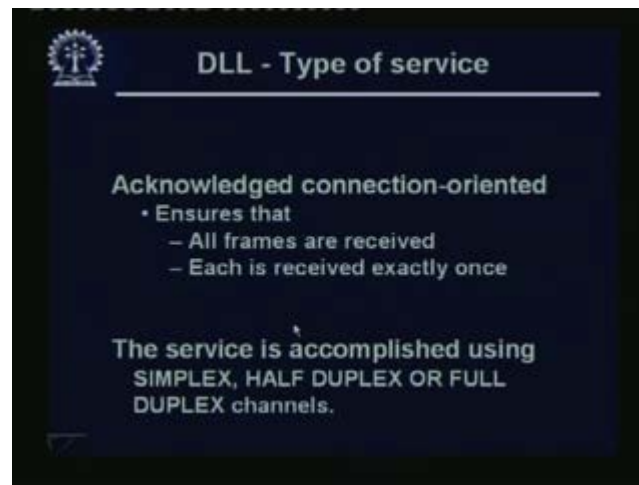 DLL - Type of service
Acknowledged connection-oriented
• Ensures that
– All frames are received
– Each is received exactly once
The service is accomplished using
SIMPLEX, HALF DUPLEX OR FULL
DUPLEX channels.